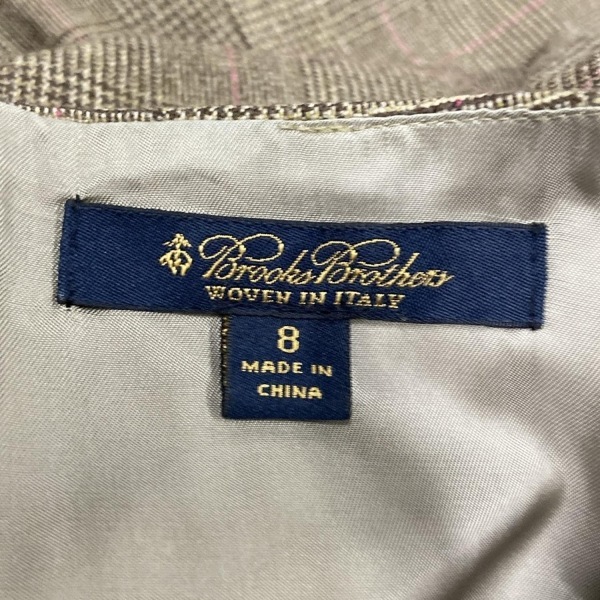 Brooks Brothers
WOVEN IN ITALY
8
MADE IN
CHINA